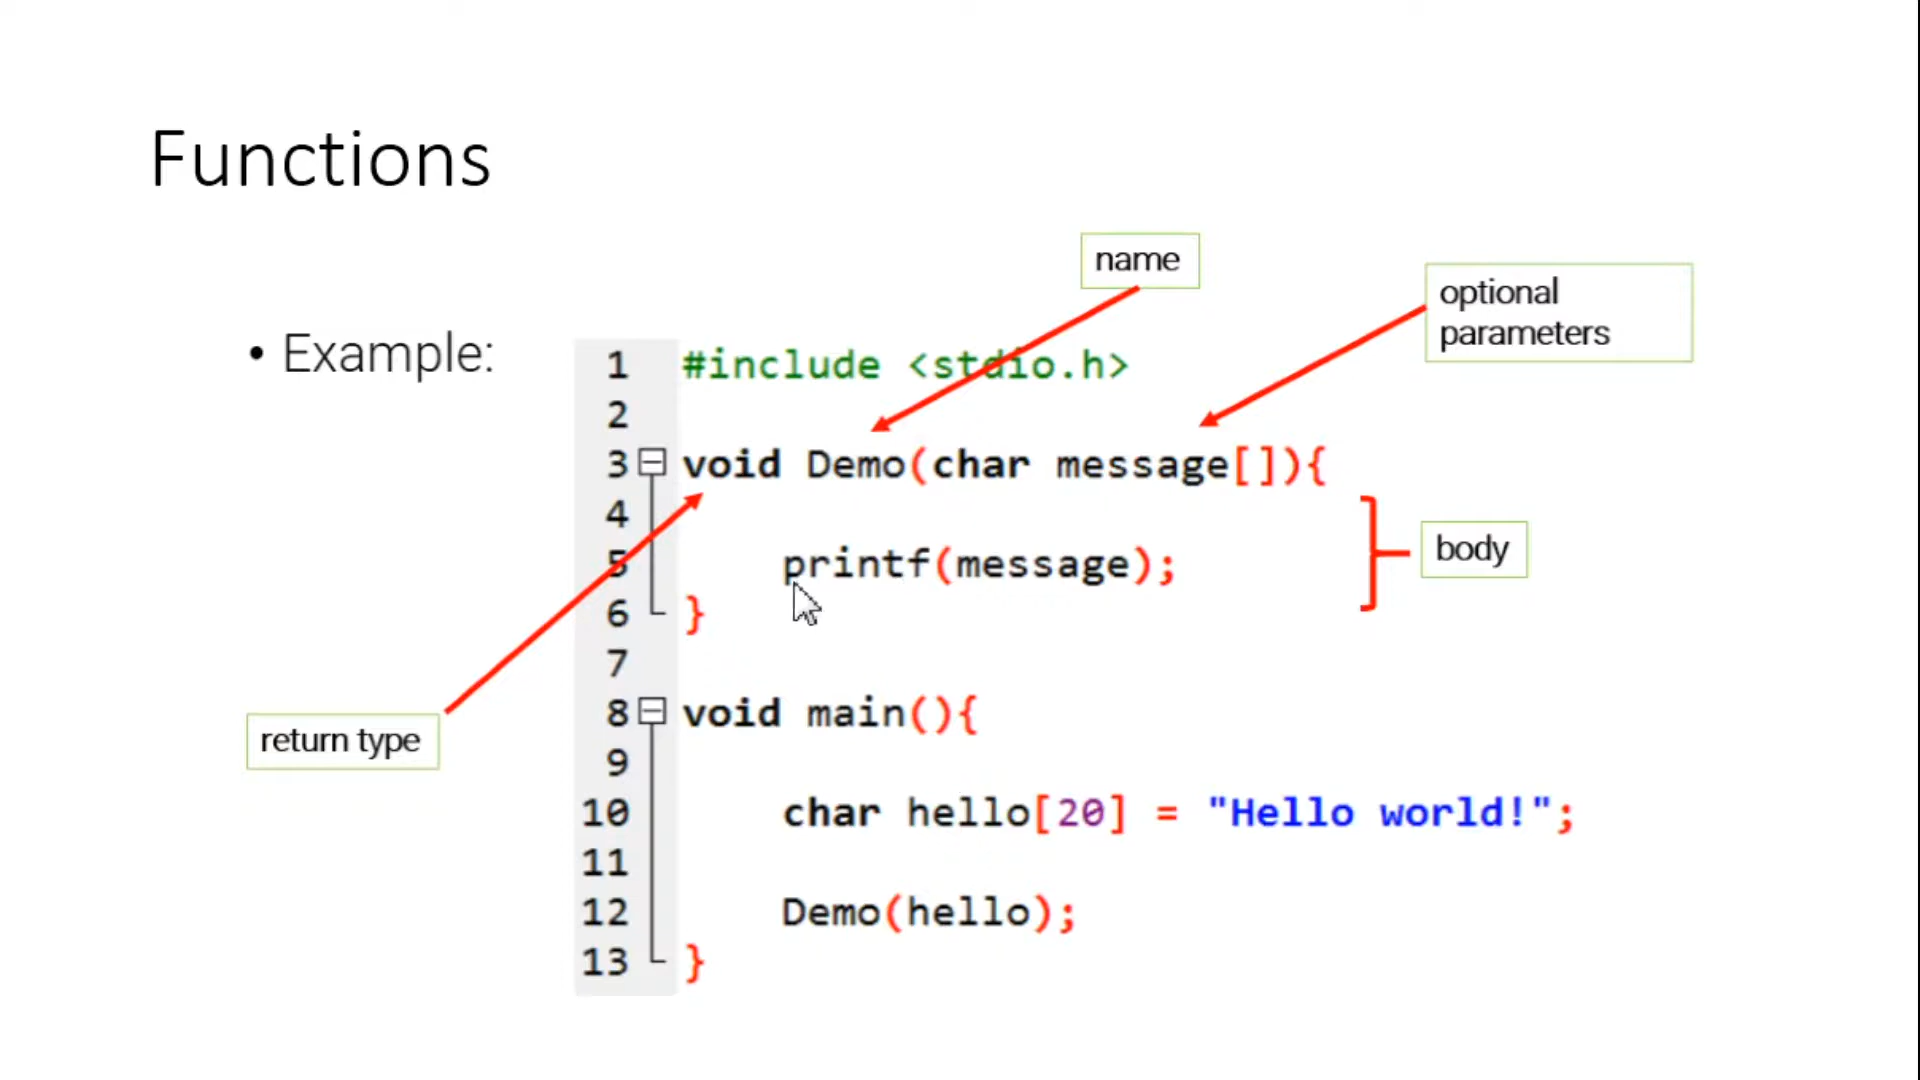 Functions
• Example:
name
optional
parameters
1 #include <stdio.h>
2
3 void Demo(char message[]){
4
5 printf(message);
6 }
7
8 void main(){
9
10 char hello[20] = "Hello world!";
11
12 Demo(hello);
13 }
body
return type